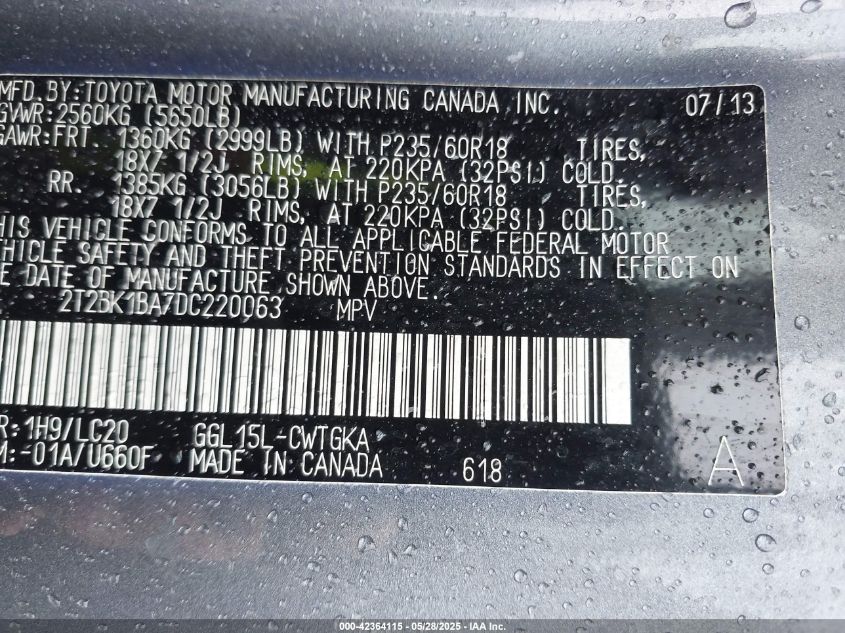 MFD. BY: TOYOTA MOTOR MANUFACTURING CANADA INC. 07/13
GVWR: 2560KG (5650LB)
GAWR: FRT. 1360KG (2999LB) WITH P235/60R18 TIRES,
18X7 1/2J RIMS, AT 220KPA (32PSI) COLD.
RR. 1385KG (3056LB) WITH P235/60R18 TIRES,
18X7 1/2J RIMS, AT 220KPA (32PSI) COLD.
HIS VEHICLE CONFORMS TO ALL APPLICABLE FEDERAL MOTOR
EHICLE SAFETY AND THEFT PREVENTION STANDARDS IN EFFECT ON
E DATE OF MANUFACTURE SHOWN ABOVE.
2T2BK1BA7DC220063 MPV
R: 1H9/LC20 GGL15L-CWTGKA
M: -01A/U660F MADE IN CANADA 618 A
000-42364115 - 05/28/2025 - IAA Inc.